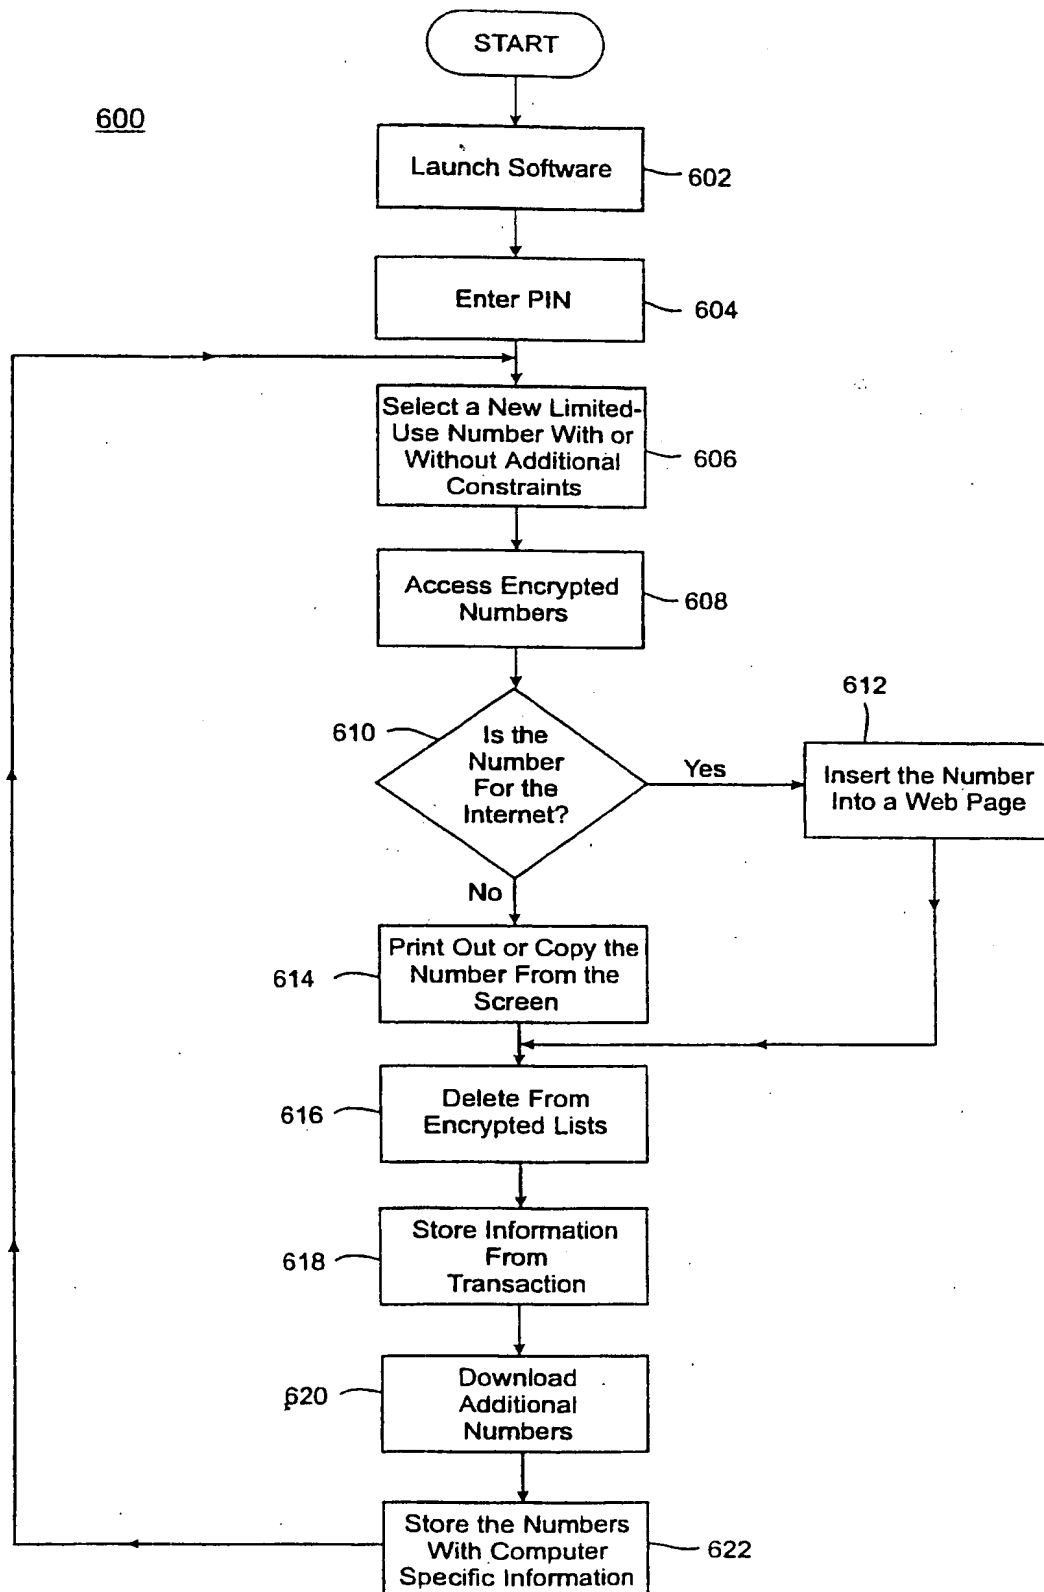 START
600
Launch Software
602
Enter PIN
604
Select a New Limited-
Use Number With or
Without Additional
Constraints
606
Access Encrypted
Numbers
608
610
Is the
Number
For the
Internet?
Yes
612
Insert the Number
Into a Web Page
No
Print Out or Copy the
Number From the
Screen
614
Delete From
Encrypted Lists
616
Store Information
From
Transaction
618
Download
Additional
Numbers
620
Store the Numbers
With Computer
Specific Information
622